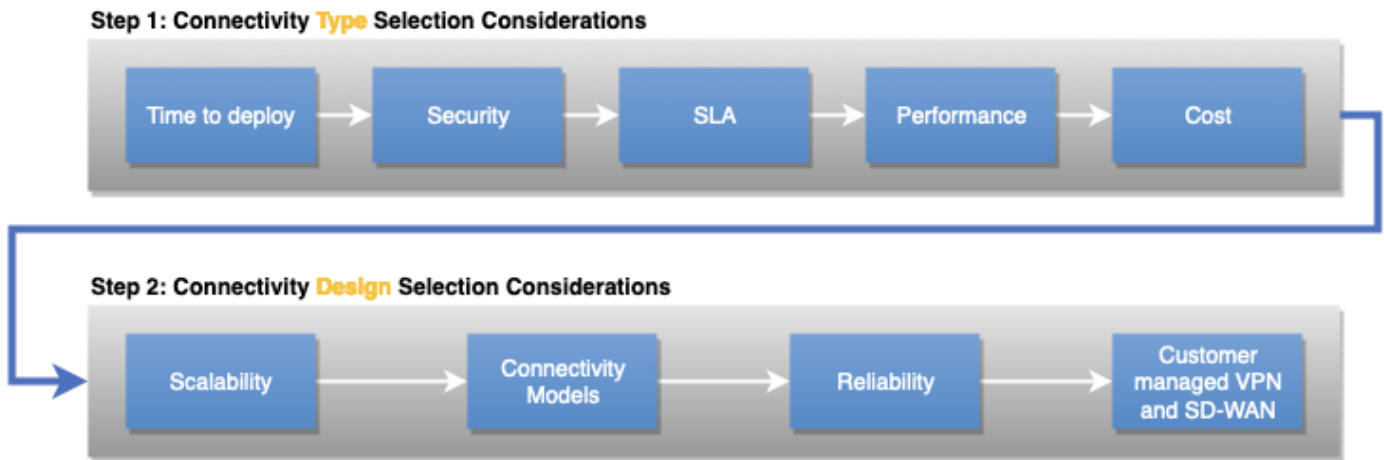 Step 1: Connectivity Type Selection Considerations
Time to deploy
Security
SLA
Performance
Cost
Step 2: Connectivity Design Selection Considerations
Scalability
Connectivity
Models
Reliability
Customer
managed VPN
and SD-WAN